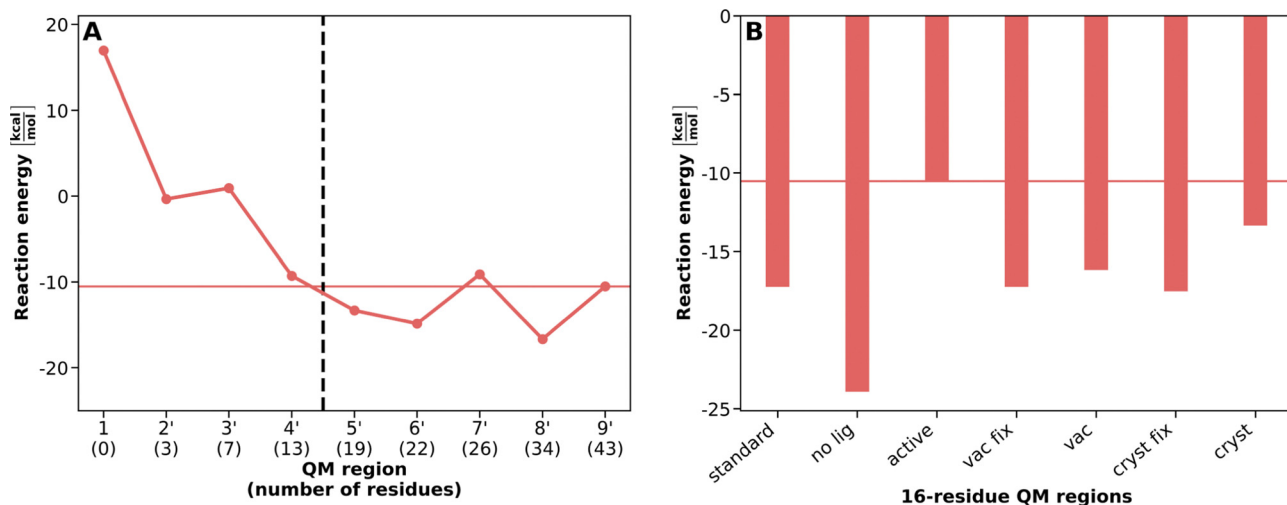 A
Reaction energy [kcal/mol]
20
10
0
-10
-20
1 2' 3' 4' 5' 6' 7' 8' 9'
(0) (3) (7) (13) (19) (22) (26) (34) (43)
QM region
(number of residues)
B
Reaction energy [kcal/mol]
0
-5
-10
-15
-20
-25
standard
no lig
active
vac fix
vac
cryst fix
cryst
16-residue QM regions